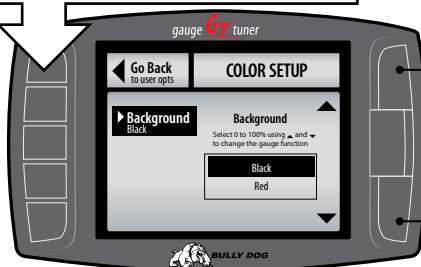 gauge GT tuner
Go Back
to user opts
COLOR SETUP
Background
Black
Background
Select 0 to 100% using ▲ and ▼
to change the gauge function
Black
Red
BULLY DOG